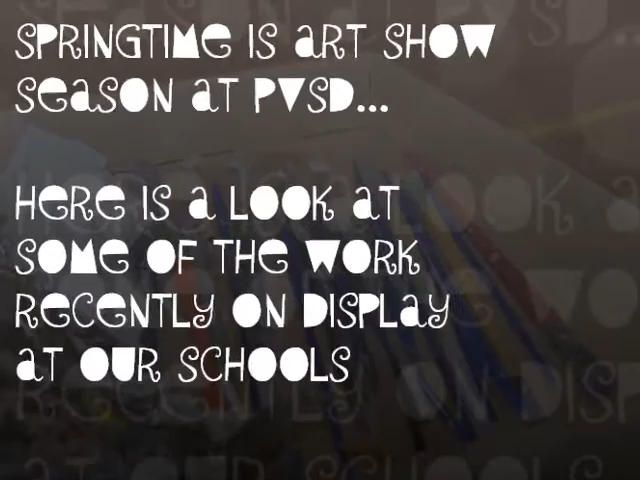 SPRINGTIME IS ART SHOW
SEASON AT PVSD...
HERE IS A LOOK AT
SOME OF THE WORK
RECENTLY ON DISPLAY
AT OUR SCHOOLS